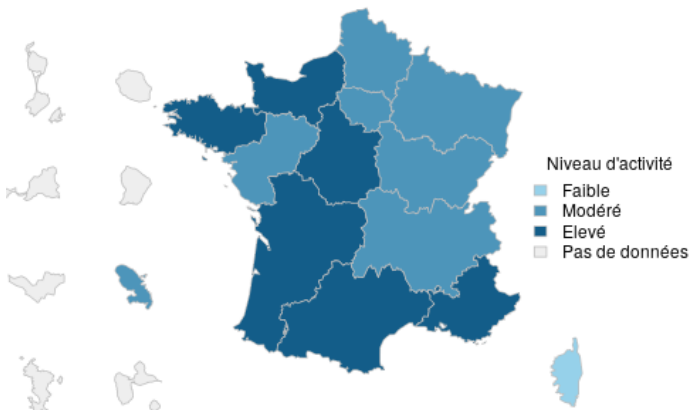 Niveau d'activité
Faible
Modéré
Elevé
Pas de données